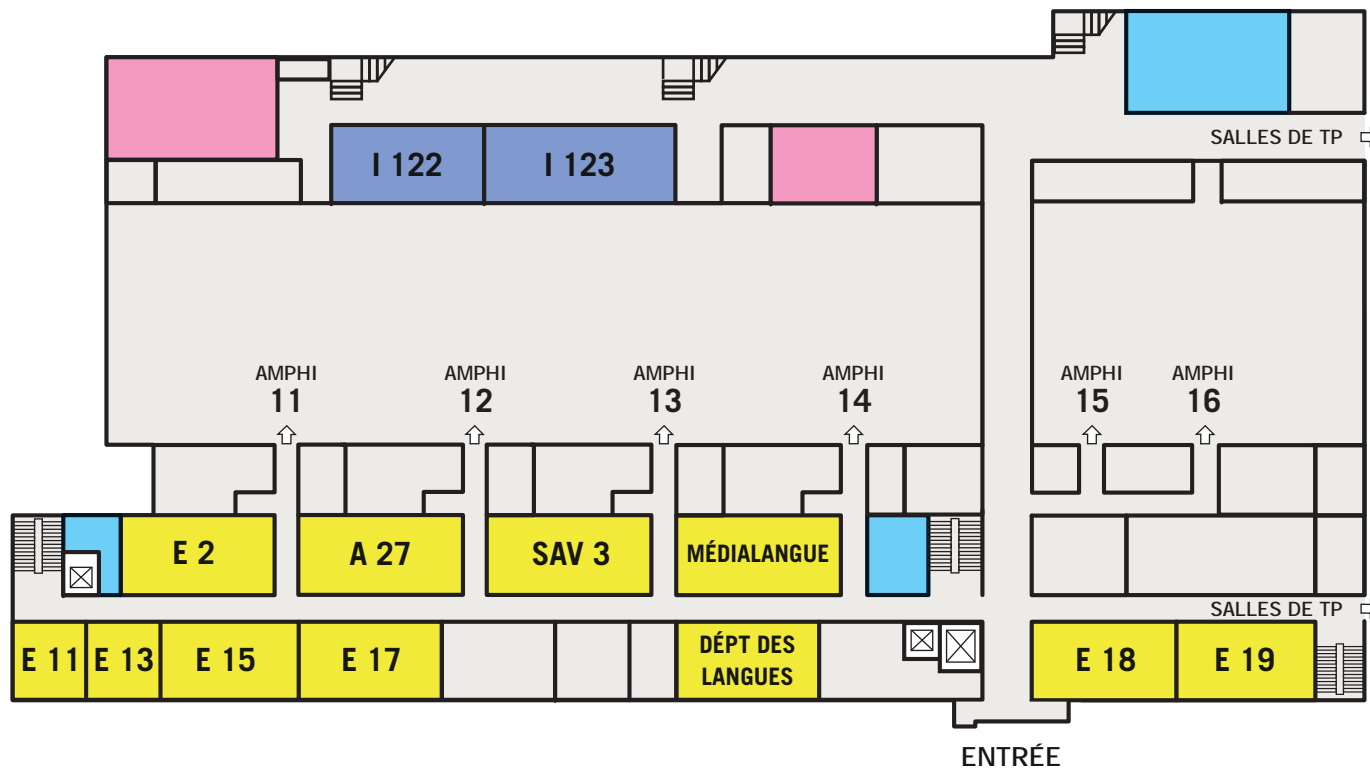 SALLES DE TP
I 122
I 123
AMPHI
11
AMPHI
12
AMPHI
13
AMPHI
14
AMPHI
15
AMPHI
16
E 2
A 27
SAV 3
MÉDIALANGUE
SALLES DE TP
E 11
E 13
E 15
E 17
DÉPT DES
LANGUES
E 18
E 19
ENTRÉE